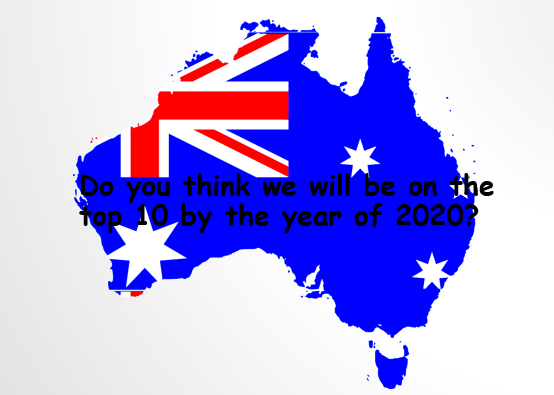 Do you think we will be on the
top 10 by the year of 2020?